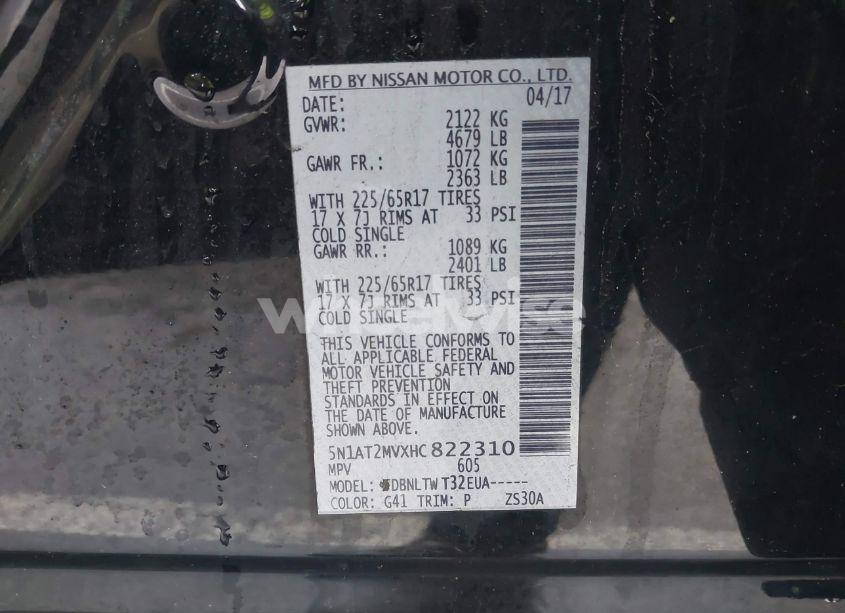 MFD BY NISSAN MOTOR CO., LTD.
DATE: 04/17
GVWR: 2122 KG
4679 LB
GAWR FR.: 1072 KG
2363 LB
WITH 225/65R17 TIRES
17 X 7J RIMS AT 33 PSI
COLD SINGLE
GAWR RR.: 1089 KG
2401 LB
WITH 225/65R17 TIRES
17 X 7J RIMS AT 33 PSI
COLD SINGLE
THIS VEHICLE CONFORMS TO
ALL APPLICABLE FEDERAL
MOTOR VEHICLE SAFETY AND
THEFT PREVENTION
STANDARDS IN EFFECT ON
THE DATE OF MANUFACTURE
SHOWN ABOVE.
5N1AT2MVXHC822310
MPV 605
MODEL: DBNLTW T32EUA-----
COLOR: G41 TRIM: P ZS30A